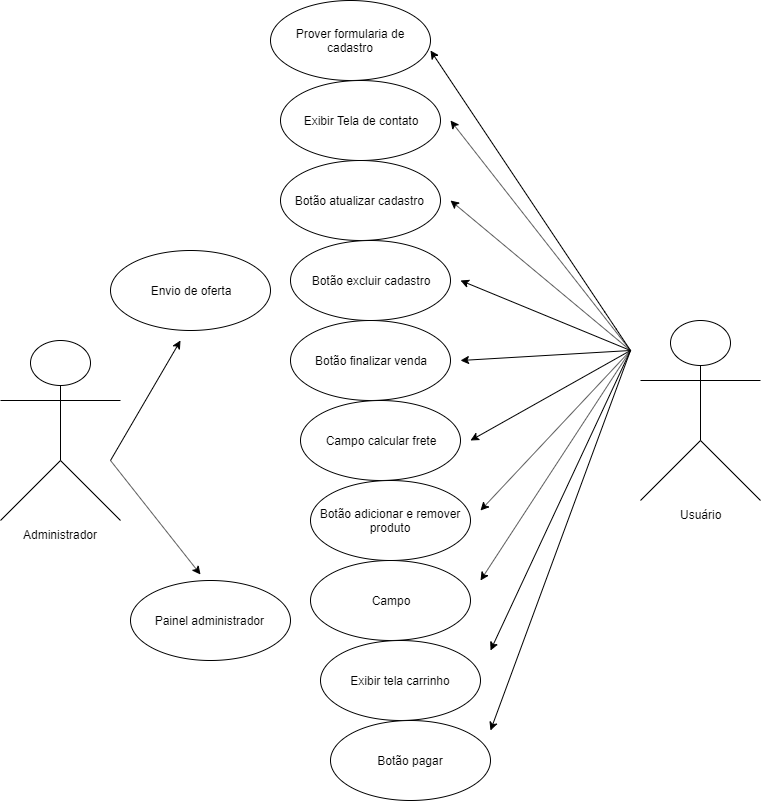 Prover formularia de
cadastro
Exibir Tela de contato
Botão atualizar cadastro
Botão excluir cadastro
Envio de oferta
Botão finalizar venda
Campo calcular frete
Botão adicionar e remover
produto
Usuário
Administrador
Campo
Painel administrador
Exibir tela carrinho
Botão pagar